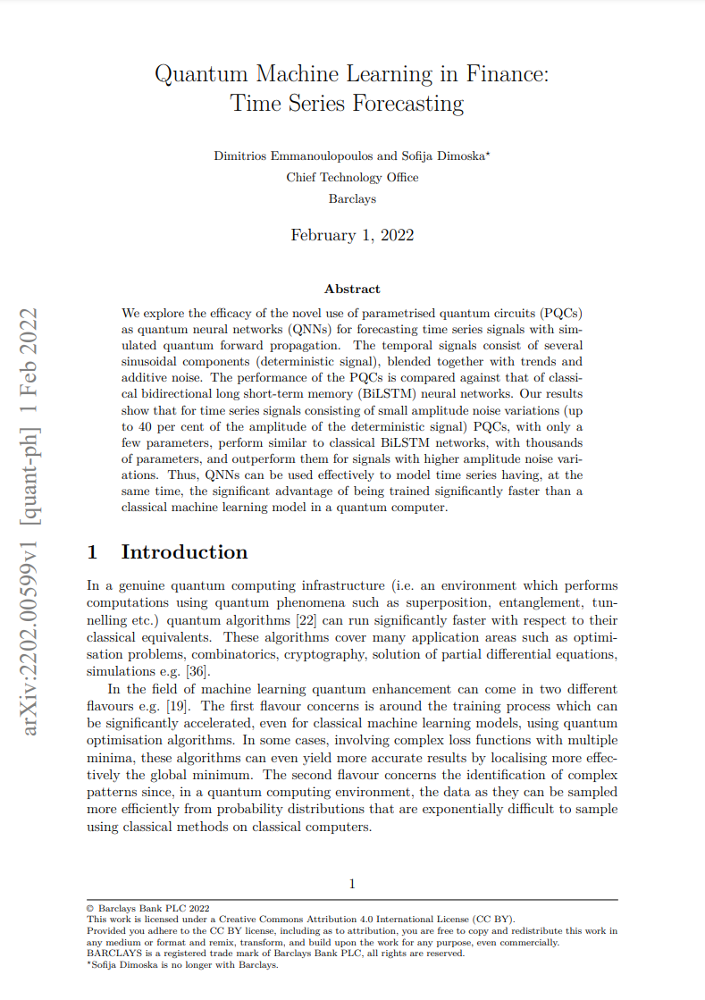 Quantum Machine Learning in Finance:
Time Series Forecasting
Dimitrios Emmanoulopoulos and Sofija Dimoska*
Chief Technology Office
Barclays
February 1, 2022
arXiv:2202.00599v1 [quant-ph] 1 Feb 2022
Abstract
We explore the efficacy of the novel use of parametrised quantum circuits (PQCs)
as quantum neural networks (QNNs) for forecasting time series signals with sim-
ulated quantum forward propagation. The temporal signals consist of several
sinusoidal components (deterministic signal), blended together with trends and
additive noise. The performance of the PQCs is compared against that of classi-
cal bidirectional long short-term memory (BiLSTM) neural networks. Our results
show that for time series signals consisting of small amplitude noise variations (up
to 40 per cent of the amplitude of the deterministic signal) PQCs, with only a
few parameters, perform similar to classical BiLSTM networks, with thousands
of parameters, and outperform them for signals with higher amplitude noise vari-
ations. Thus, QNNs can be used effectively to model time series having, at the
same time, the significant advantage of being trained significantly faster than a
classical machine learning model in a quantum computer.
1 Introduction
In a genuine quantum computing infrastructure (i.e. an environment which performs
computations using quantum phenomena such as superposition, entanglement, tun-
nelling etc.) quantum algorithms [22] can run significantly faster with respect to their
classical equivalents. These algorithms cover many application areas such as optimi-
sation problems, combinatorics, cryptography, solution of partial differential equations,
simulations e.g. [36].
In the field of machine learning quantum enhancement can come in two different
flavours e.g. [19]. The first flavour concerns is around the training process which can
be significantly accelerated, even for classical machine learning models, using quantum
optimisation algorithms. In some cases, involving complex loss functions with multiple
minima, these algorithms can even yield more accurate results by localising more effec-
tively the global minimum. The second flavour concerns the identification of complex
patterns since, in a quantum computing environment, the data as they can be sampled
more efficiently from probability distributions that are exponentially difficult to sample
using classical methods on classical computers.
1
© Barclays Bank PLC 2022
This work is licensed under a Creative Commons Attribution 4.0 International License (CC BY).
Provided you adhere to the CC BY license, including as to attribution, you are free to copy and redistribute this work in
any medium or format and remix, transform, and build upon the work for any purpose, even commercially.
BARCLAYS is a registered trade mark of Barclays Bank PLC, all rights are reserved.
*Sofija Dimoska is no longer with Barclays.